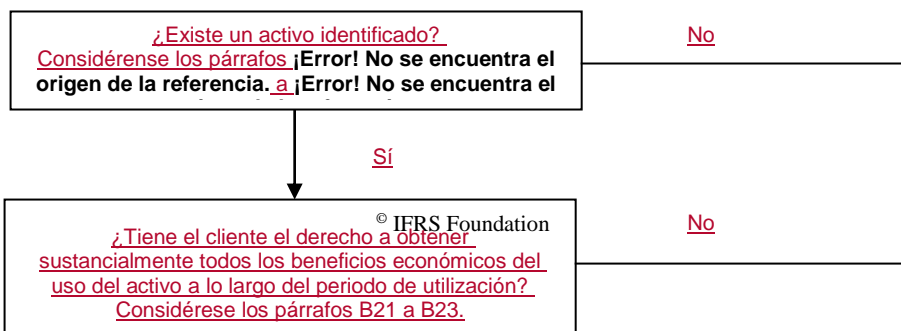 ¿Existe un activo identificado?
No
Considérense los párrafos ¡Error! No se encuentra el
origen de la referencia. a ¡Error! No se encuentra el
Sí
© IFRS Foundation
¿Tiene el cliente el derecho a obtener
No
sustancialmente todos los beneficios económicos del
uso del activo a lo largo del periodo de utilización?
Considérese los párrafos B21 a B23.